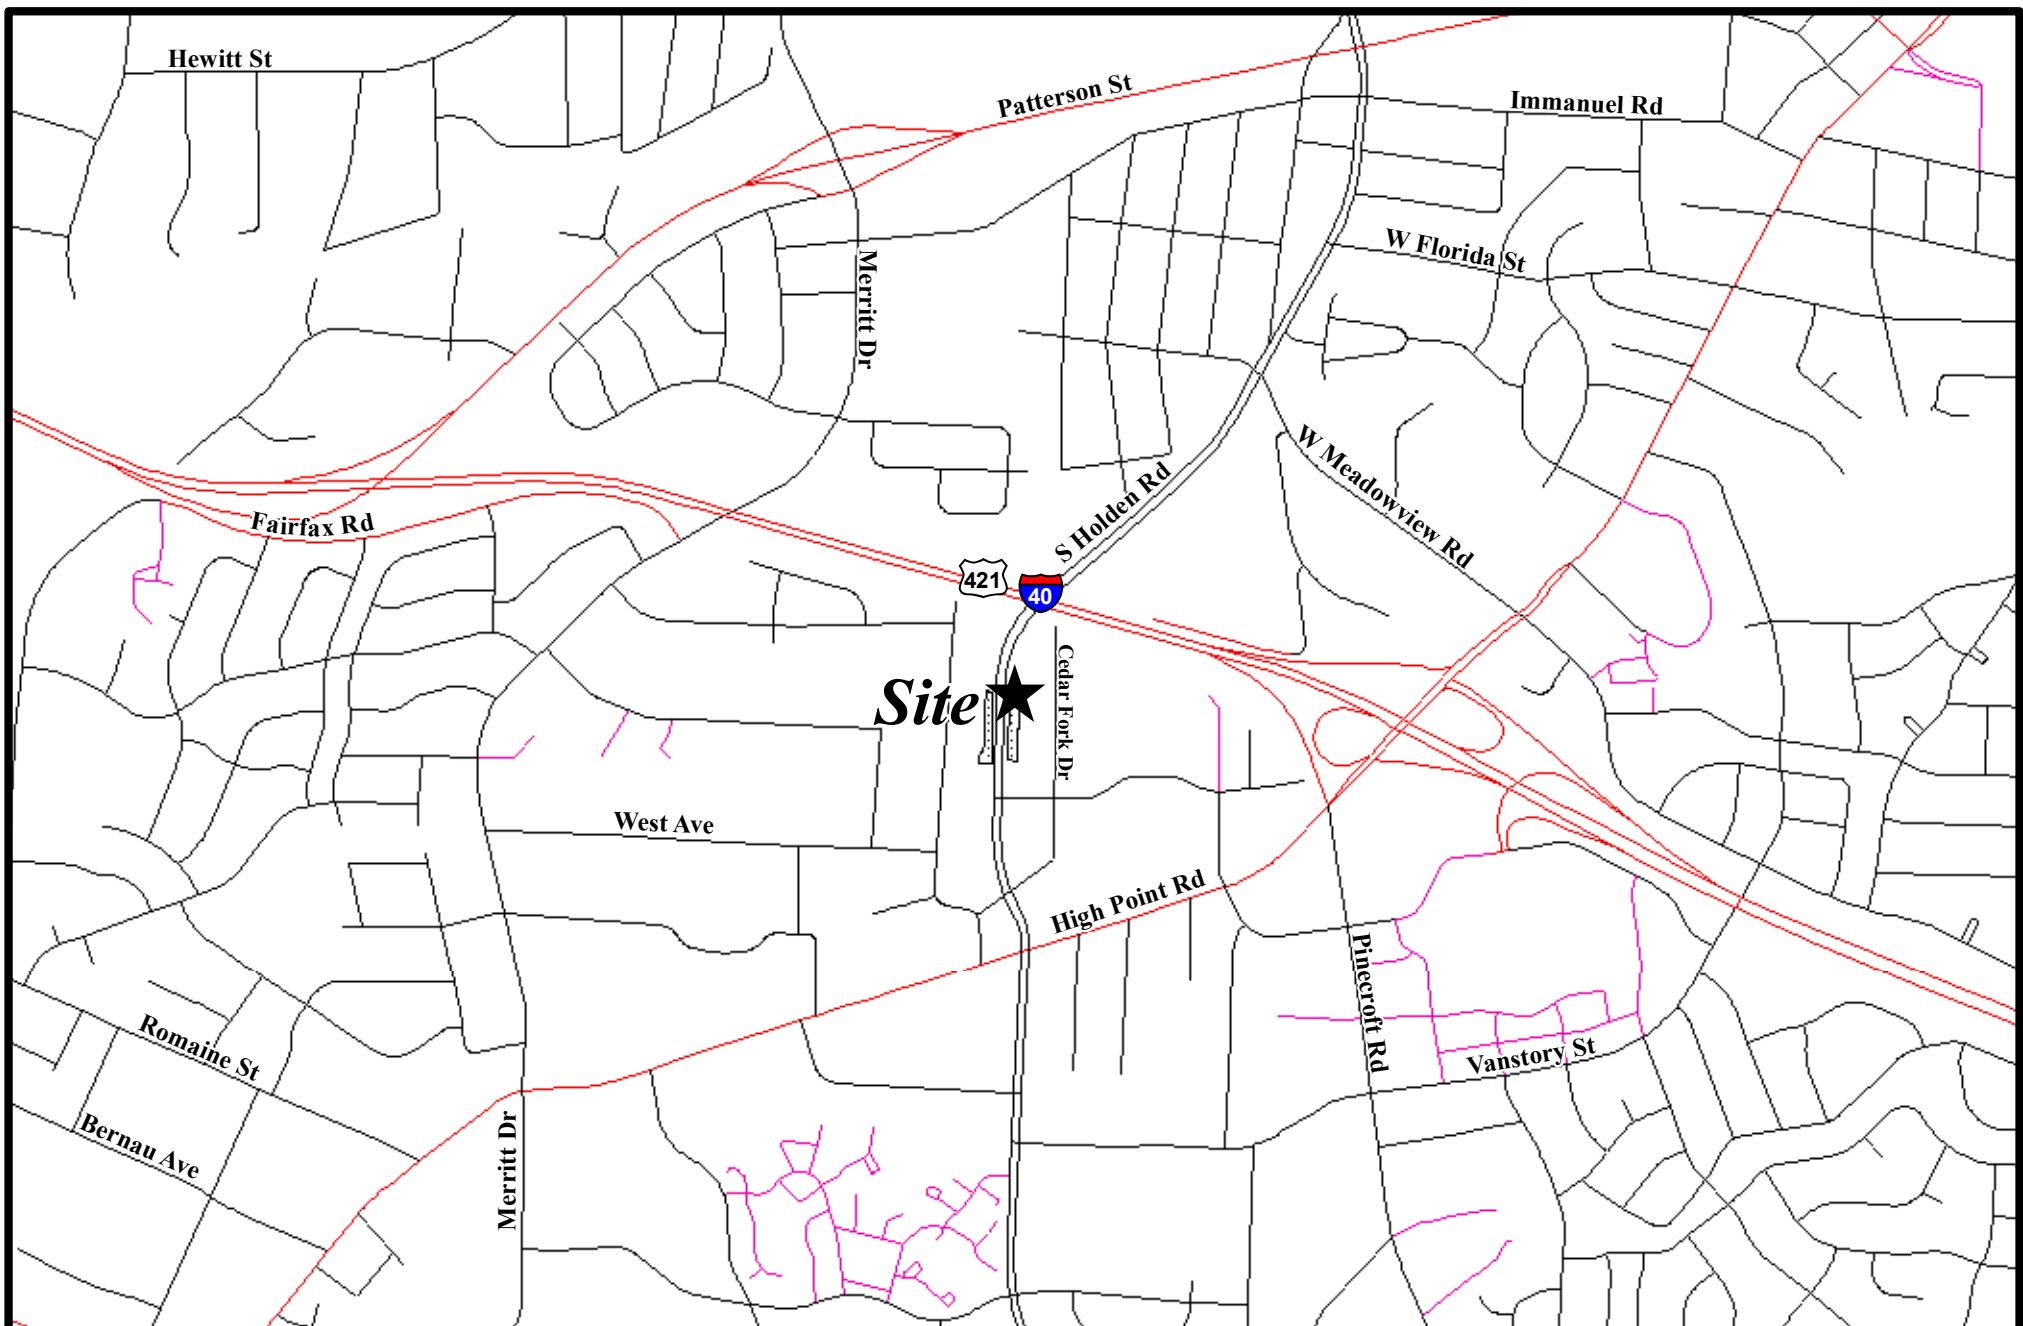 Hewitt St
Patterson St
Immanuel Rd
W Florida St
Merritt Dr
W Meadowview Rd
S Holden Rd
Fairfax Rd
421
40
Site
Cedar Fork Dr
West Ave
High Point Rd
Pinecroft Rd
Romaine St
Vanstory St
Bernau Ave
Merritt Dr